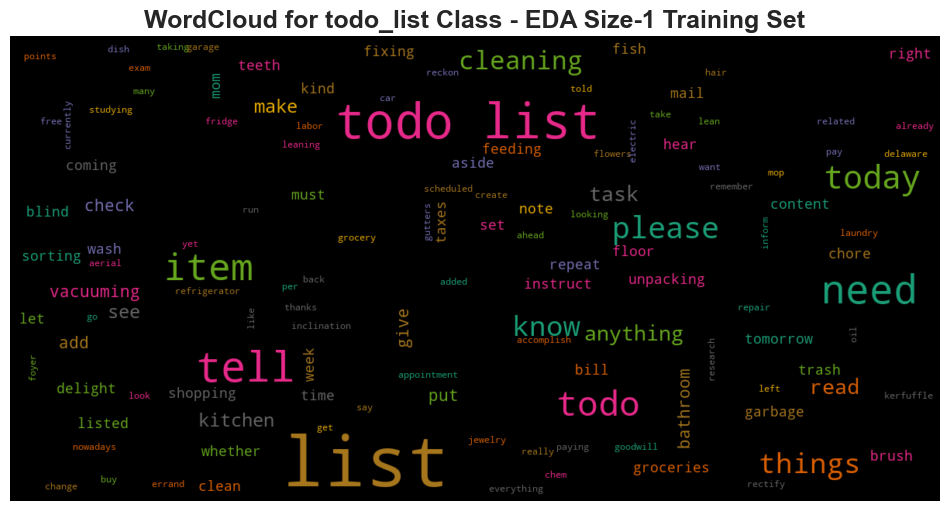 WordCloud for todo_list Class - EDA Size-1 Training Set
points
dish
taking
garage
exam
many
studying
free
currently
teeth
mom
make
fridge
labor
leaning
kind
fixing
car
reckon
cleaning
todo list
told
fish
mail
hair
take
lean
hear
right
related
already
pay
delaware
feeding
flowers
electric
aside
want
mop
remember
coming
must
scheduled
create
looking
task
today
blind
check
run
note
set
ahead
please
content
inform
laundry
chore
sorting
wash
aerial
yet
item
grocery
gutters
taxes
repeat
floor
vacuuming
refrigerator
per
back
added
instruct
unpacking
need
let
go
see
like
thanks
inclination
give
know
anything
accomplish
repair
tomorrow
oil
add
research
foyer
delight
look
tell
shopping
week
time
appointment
put
bill
trash
left
read
kerfuffle
listed
kitchen
say
todo
bathroom
garbage
nowadays
whether
get
list
jewelry
really
paying
goodwill
groceries
things
brush
change
buy
errand
clean
everything
chem
rectify